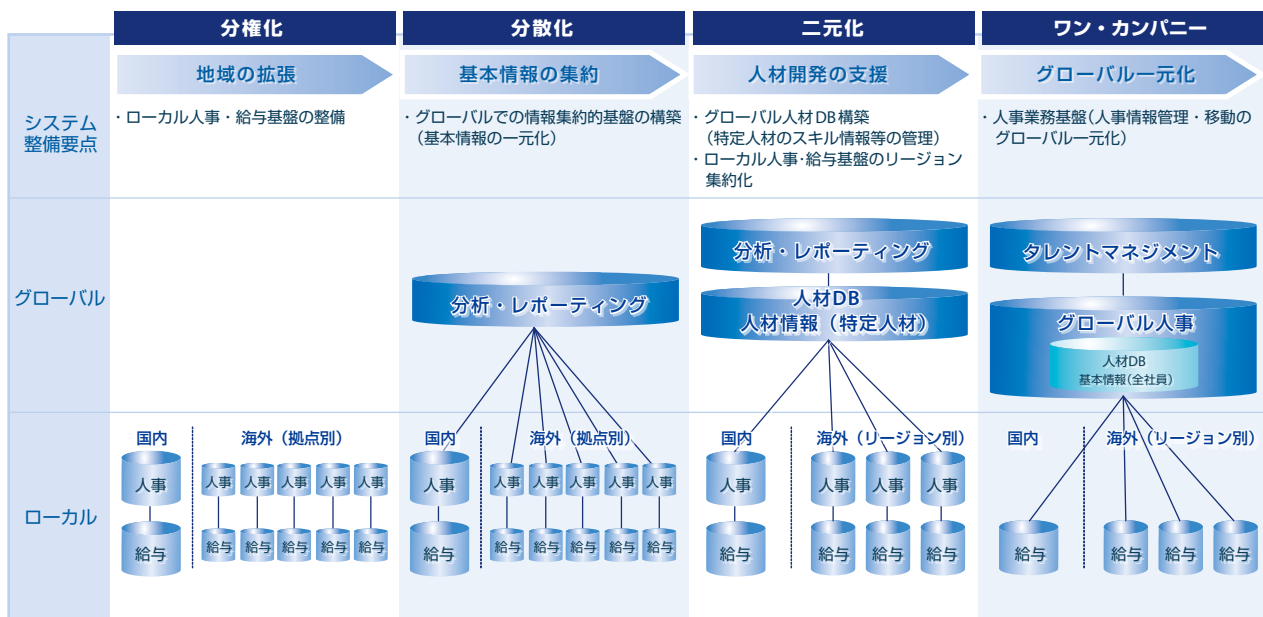 分権化
分散化
二元化
ワン・カンパニー
地域の拡張
基本情報の集約
人材開発の支援
グローバル一元化
システム
整備要点
・ローカル人事・給与基盤の整備
・グローバルでの情報集約的基盤の構築
（基本情報の一元化）
・グローバル人材DB構築
（特定人材のスキル情報等の管理）
・ローカル人事・給与基盤のリージョン
集約化
・人事業務基盤（人事情報管理・移動の
グローバル一元化）
グローバル
分析・レポーティング
分析・レポーティング
人材DB
人材情報（特定人材）
タレントマネジメント
グローバル人事
人材DB
基本情報（全社員）
ローカル
国内
海外（拠点別）
人事
人事 人事 人事 人事 人事
給与
給与 給与 給与 給与 給与
国内
海外（拠点別）
人事
人事 人事 人事 人事 人事
給与
給与 給与 給与 給与 給与
国内
海外（リージョン別）
人事
人事 人事 人事
給与
給与 給与 給与
国内
海外（リージョン別）
給与
給与 給与 給与